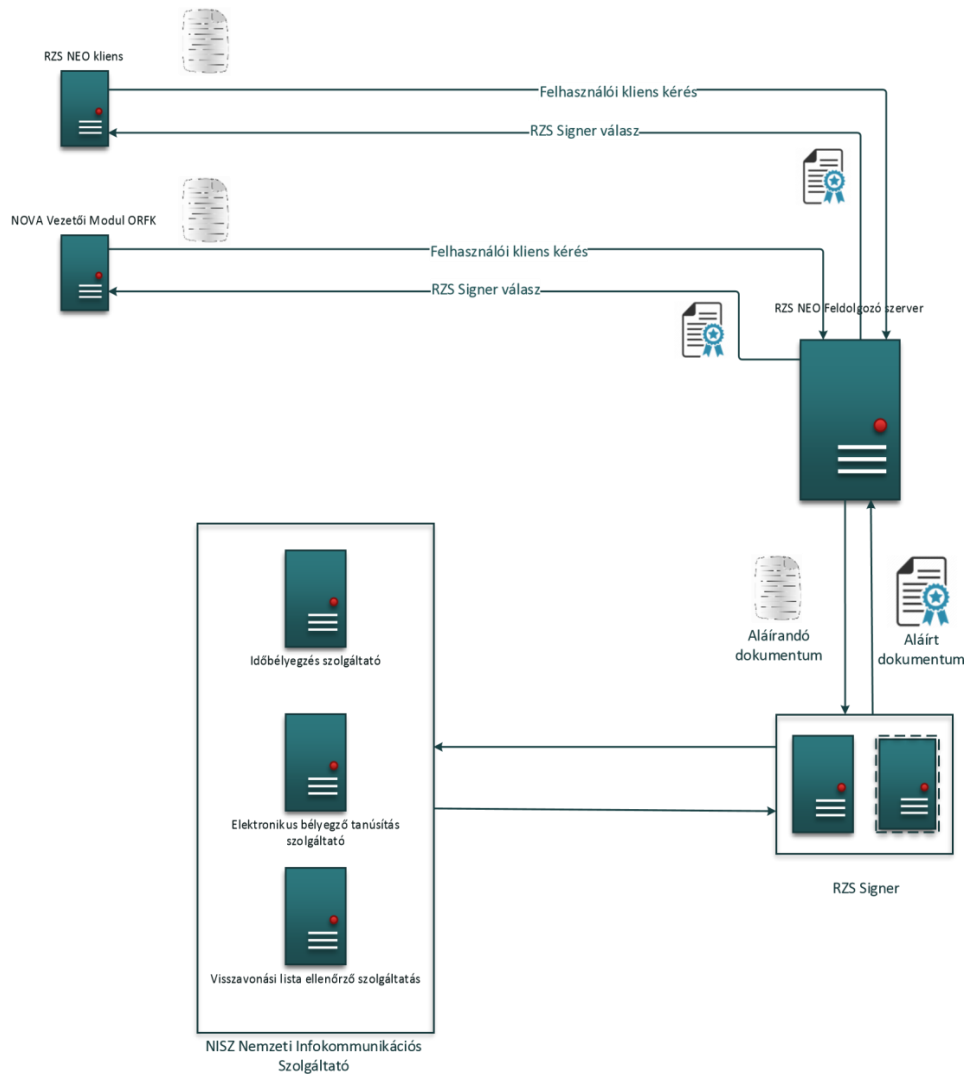 RZS NEO kliens
Felhasználói kliens kérés
RZS Signer válasz
NOVA Vezetői Modul ORFK
Felhasználói kliens kérés
RZS Signer válasz
RZS NEO Feldolgozó szerver
Aláírandó
dokumentum
Aláírt
dokumentum
Időbélyegzés szolgáltató
Elektronikus bélyegző tanúsítás
szolgáltató
Visszavonási lista ellenőrző szolgáltatás
RZS Signer
NISZ Nemzeti Infokommunikációs
Szolgáltató